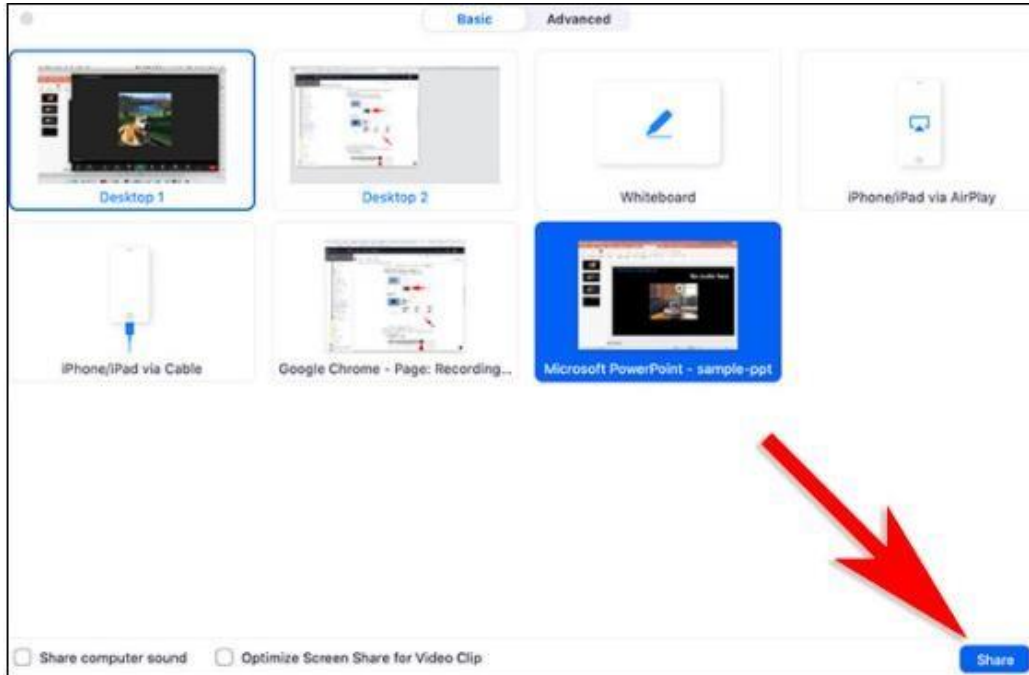 Basic Advanced
Desktop 1 Desktop 2 Whiteboard iPhone/iPad via AirPlay
iPhone/iPad via Cable Google Chrome - Page: Recording... Microsoft PowerPoint - sample-ppt
Share computer sound Optimize Screen Share for Video Clip Share